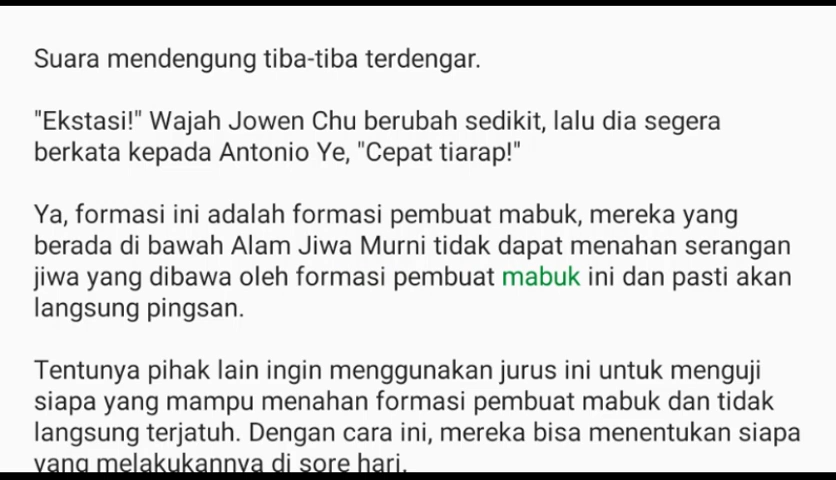 Suara mendengung tiba-tiba terdengar.
"Ekstasi!" Wajah Jowen Chu berubah sedikit, lalu dia segera
berkata kepada Antonio Ye, "Cepat tiarap!"
Ya, formasi ini adalah formasi pembuat mabuk, mereka yang
berada di bawah Alam Jiwa Murni tidak dapat menahan serangan
jiwa yang dibawa oleh formasi pembuat mabuk ini dan pasti akan
langsung pingsan.
Tentunya pihak lain ingin menggunakan jurus ini untuk menguji
siapa yang mampu menahan formasi pembuat mabuk dan tidak
langsung terjatuh. Dengan cara ini, mereka bisa menentukan siapa
yang melakukannya di sore hari.